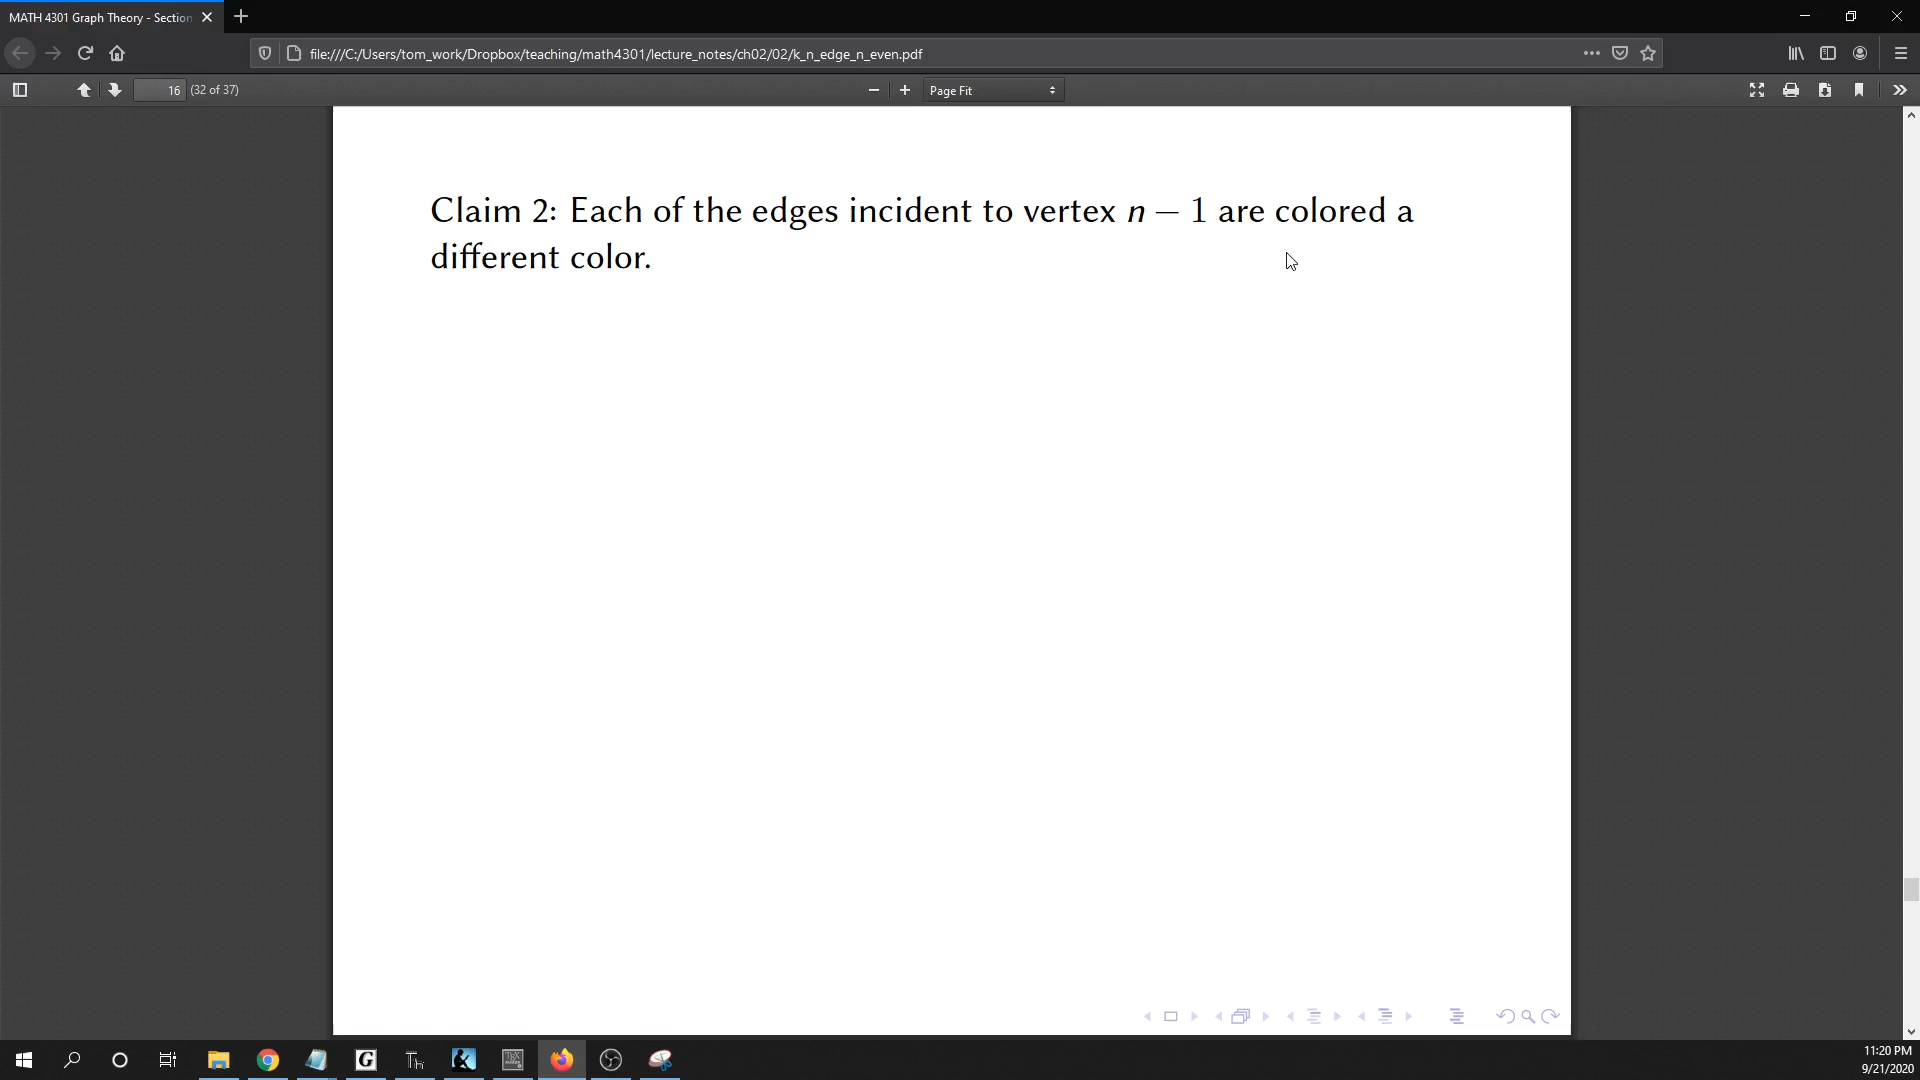 MATH 4301 Graph Theory - Section
file:///C:/Users/tom_work/Dropbox/teaching/math4301/lecture_notes/ch02/02/k_n_edge_n_even.pdf
16 (32 of 37)
Page Fit
Claim 2: Each of the edges incident to vertex n − 1 are colored a
different color.
11:20 PM
9/21/2020